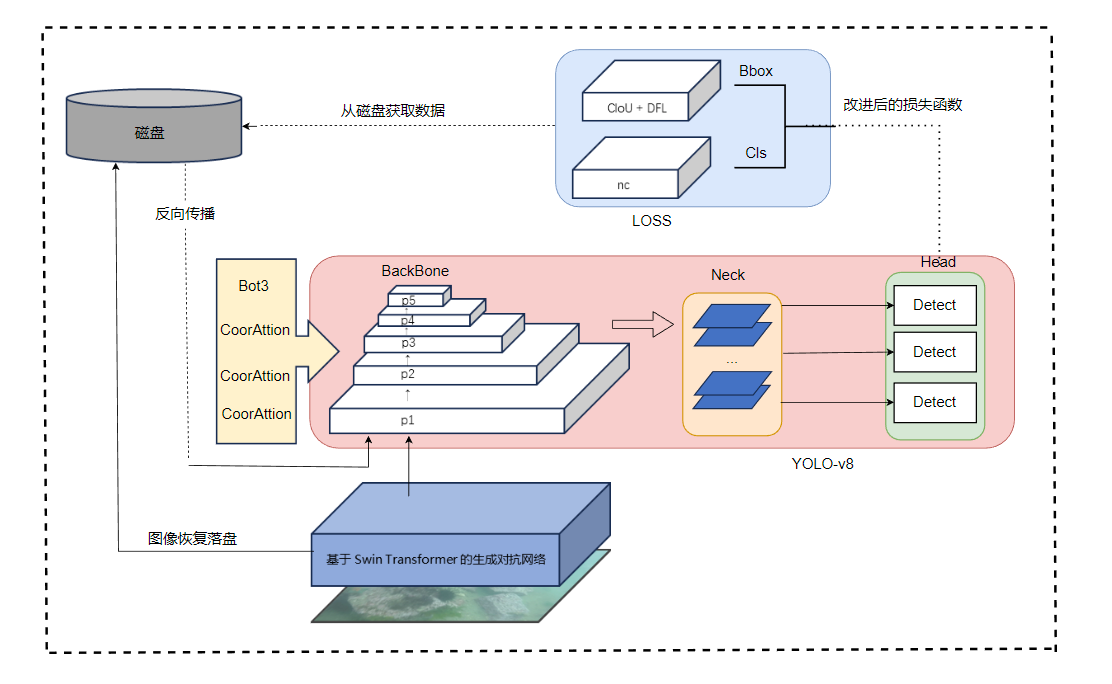 Bbox
CIoU + DFL
改进后的损失函数
从磁盘获取数据
磁盘
Cls
nc
LOSS
反向传播
BackBone
Head
Neck
Bot3
CoorAttion
CoorAttion
CoorAttion
p5
p4
p3
p2
p1
...
Detect
Detect
Detect
YOLO-v8
图像恢复落盘
基于 Swin Transformer 的生成对抗网络